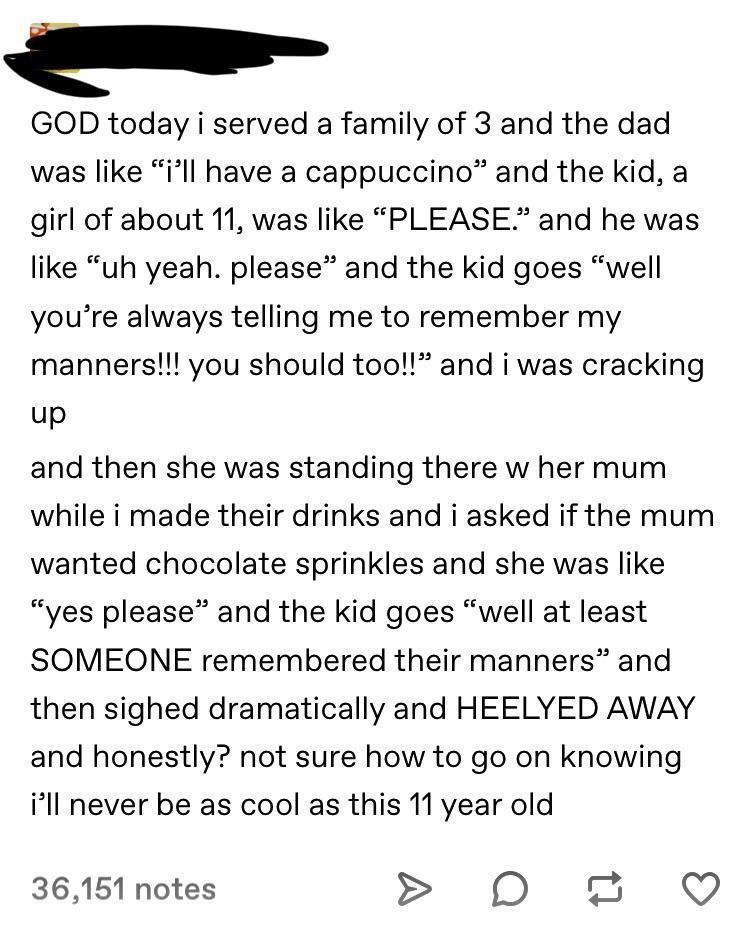 GOD today i served a family of 3 and the dad
was like “i’ll have a cappuccino” and the kid, a
girl of about 11, was like “PLEASE.” and he was
like “uh yeah. please” and the kid goes “well
you’re always telling me to remember my
manners!!! you should too!!” and i was cracking
up
and then she was standing there w her mum
while i made their drinks and i asked if the mum
wanted chocolate sprinkles and she was like
“yes please” and the kid goes “well at least
SOMEONE remembered their manners” and
then sighed dramatically and HEELYED AWAY
and honestly? not sure how to go on knowing
i’ll never be as cool as this 11 year old
36,151 notes